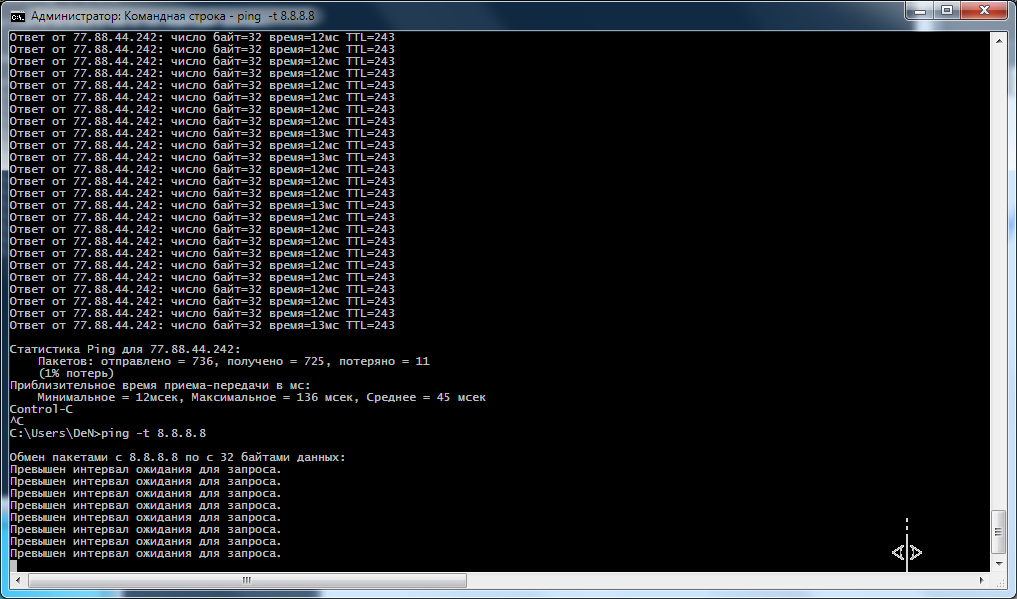 Администратор: Командная строка - ping -t 8.8.8.8
Ответ от 77.88.44.242: число байт=32 время=12мс TTL=243
Ответ от 77.88.44.242: число байт=32 время=12мс TTL=243
Ответ от 77.88.44.242: число байт=32 время=12мс TTL=243
Ответ от 77.88.44.242: число байт=32 время=12мс TTL=243
Ответ от 77.88.44.242: число байт=32 время=12мс TTL=243
Ответ от 77.88.44.242: число байт=32 время=12мс TTL=243
Ответ от 77.88.44.242: число байт=32 время=12мс TTL=243
Ответ от 77.88.44.242: число байт=32 время=12мс TTL=243
Ответ от 77.88.44.242: число байт=32 время=13мс TTL=243
Ответ от 77.88.44.242: число байт=32 время=12мс TTL=243
Ответ от 77.88.44.242: число байт=32 время=13мс TTL=243
Ответ от 77.88.44.242: число байт=32 время=12мс TTL=243
Ответ от 77.88.44.242: число байт=32 время=12мс TTL=243
Ответ от 77.88.44.242: число байт=32 время=12мс TTL=243
Ответ от 77.88.44.242: число байт=32 время=13мс TTL=243
Ответ от 77.88.44.242: число байт=32 время=12мс TTL=243
Ответ от 77.88.44.242: число байт=32 время=12мс TTL=243
Ответ от 77.88.44.242: число байт=32 время=12мс TTL=243
Ответ от 77.88.44.242: число байт=32 время=12мс TTL=243
Ответ от 77.88.44.242: число байт=32 время=12мс TTL=243
Ответ от 77.88.44.242: число байт=32 время=12мс TTL=243
Ответ от 77.88.44.242: число байт=32 время=12мс TTL=243
Ответ от 77.88.44.242: число байт=32 время=12мс TTL=243
Ответ от 77.88.44.242: число байт=32 время=12мс TTL=243
Ответ от 77.88.44.242: число байт=32 время=13мс TTL=243
Статистика Ping для 77.88.44.242:
Пакетов: отправлено = 736, получено = 725, потеряно = 11
(1% потерь)
Приблизительное время приема-передачи в мс:
Минимальное = 12мсек, Максимальное = 136 мсек, Среднее = 45 мсек
Control-C
^C
C:\Users\DeN>ping -t 8.8.8.8
Обмен пакетами с 8.8.8.8 по с 32 байтами данных:
Превышен интервал ожидания для запроса.
Превышен интервал ожидания для запроса.
Превышен интервал ожидания для запроса.
Превышен интервал ожидания для запроса.
Превышен интервал ожидания для запроса.
Превышен интервал ожидания для запроса.
Превышен интервал ожидания для запроса.
Превышен интервал ожидания для запроса.